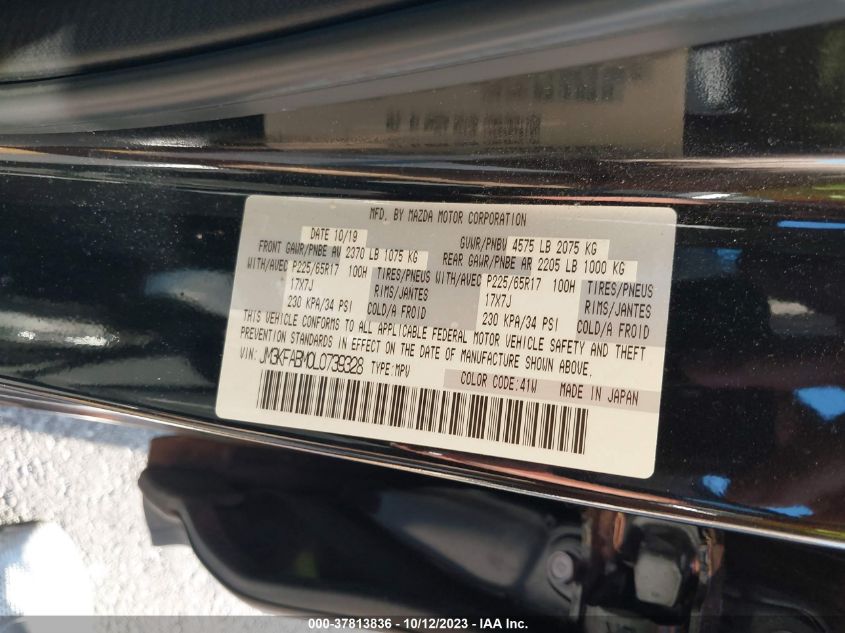 MFD. BY MAZDA MOTOR CORPORATION
DATE 10/19 GVWR/PNBV 4575 LB 2075 KG
FRONT GAWR/PNBE AV 2370 LB 1075 KG REAR GAWR/PNBE AR 2205 LB 1000 KG
WITH/AVEC P225/65R17 100H TIRES/PNEUS WITH/AVEC P225/65R17 100H TIRES/PNEUS
17X7J RIMS/JANTES 17X7J RIMS/JANTES
230 KPA/34 PSI COLD/A FROID 230 KPA/34 PSI COLD/A FROID
THIS VEHICLE CONFORMS TO ALL APPLICABLE FEDERAL MOTOR VEHICLE SAFETY AND THEFT
PREVENTION STANDARDS IN EFFECT ON THE DATE OF MANUFACTURE SHOWN ABOVE.
VIN: JM3KFABM0L0739328 TYPE:MPV
COLOR CODE:41W MADE IN JAPAN
000-37813836 - 10/12/2023 - IAA Inc.